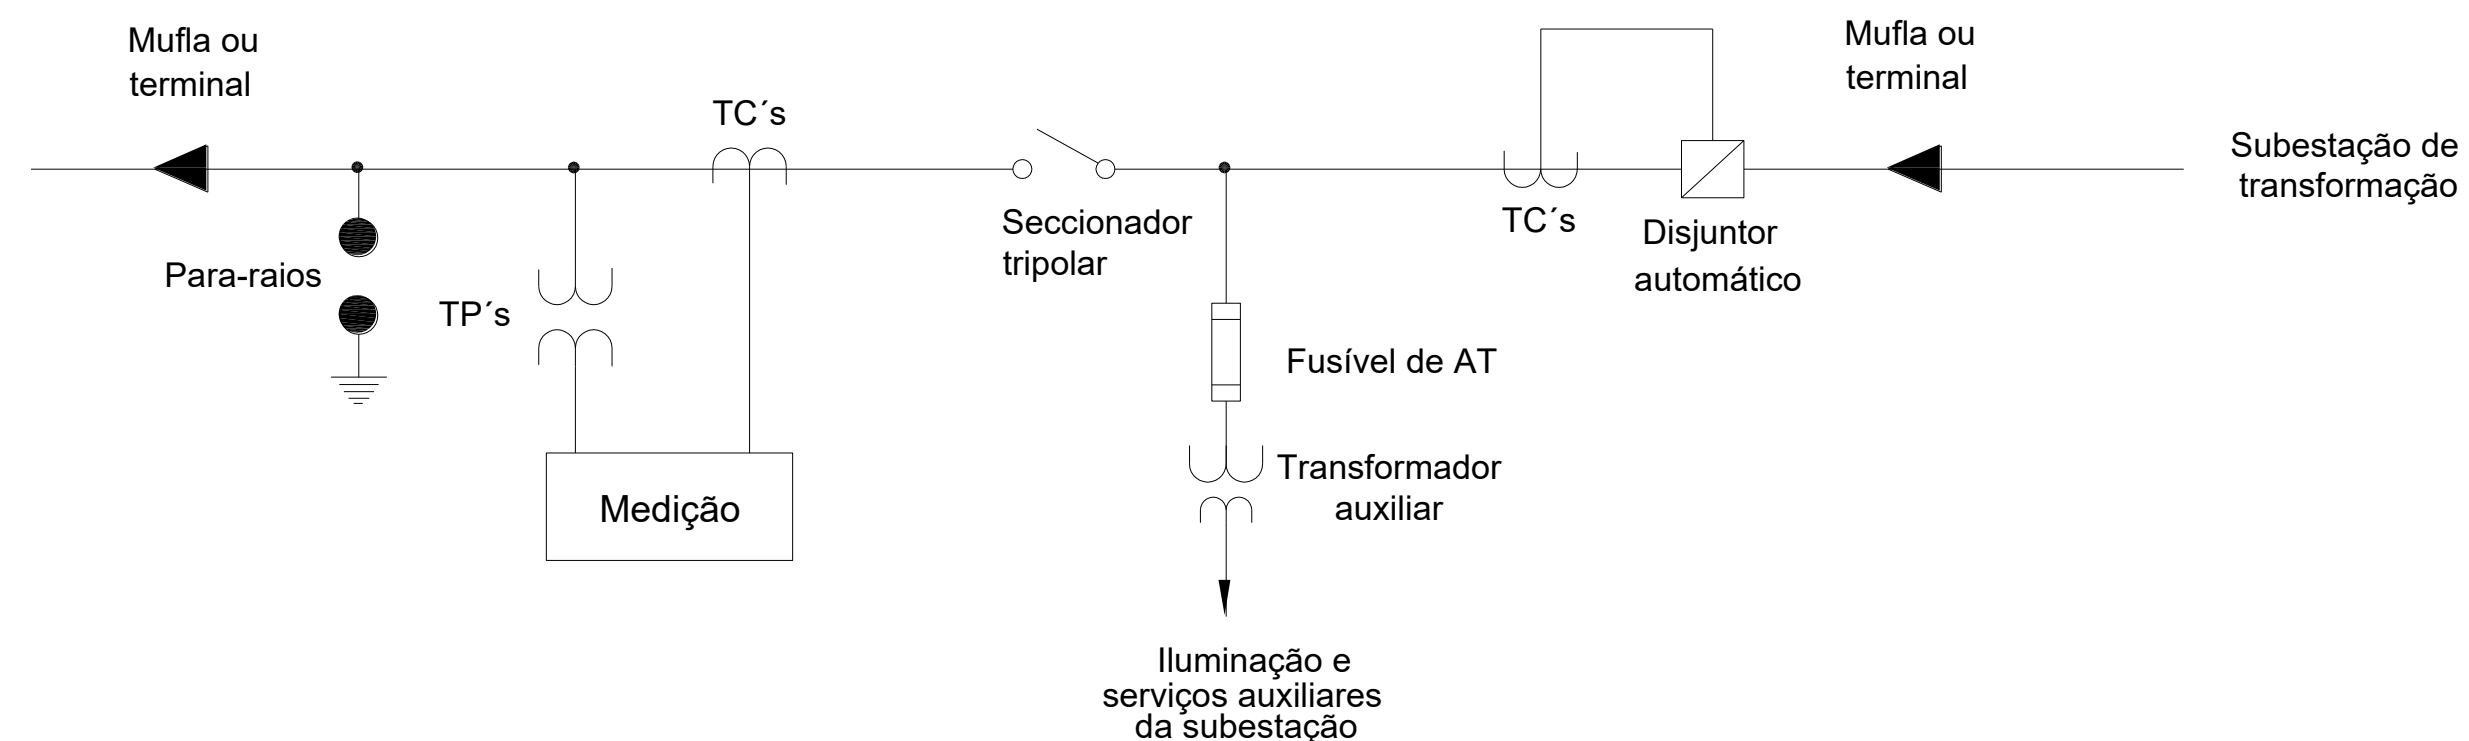 Mufla ou
terminal
TC´s
Para-raios
TP´s
Medição
Seccionador
tripolar
Fusível de AT
Transformador
auxiliar
Iluminação e
serviços auxiliares
da subestação
TC´s
Disjuntor
automático
Mufla ou
terminal
Subestação de
transformação